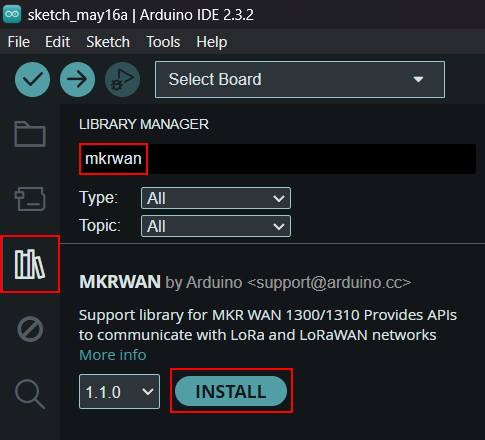 sketch_may16a | Arduino IDE 2.3.2
File Edit Sketch Tools Help
Select Board
LIBRARY MANAGER
mkrwan
Type: All
Topic: All
MKRWAN by Arduino <support@arduino.cc>
Support library for MKR WAN 1300/1310 Provides APIs
to communicate with LoRa and LoRaWAN networks
More info
1.1.0 INSTALL